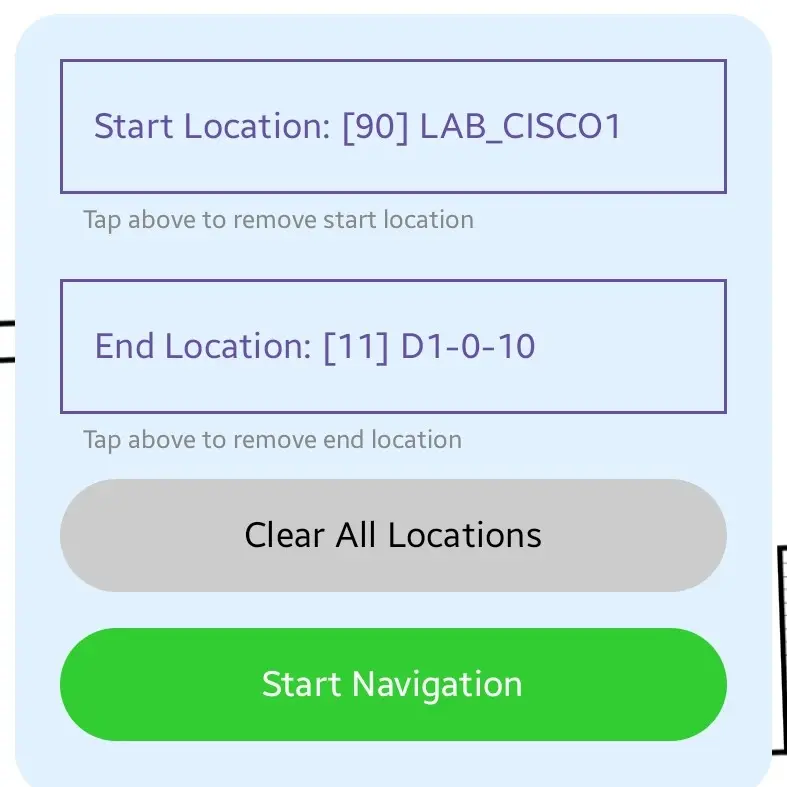 Start Location: [90] LAB_CISCO1
Tap above to remove start location
End Location: [11] D1-0-10
Tap above to remove end location
Clear All Locations
Start Navigation